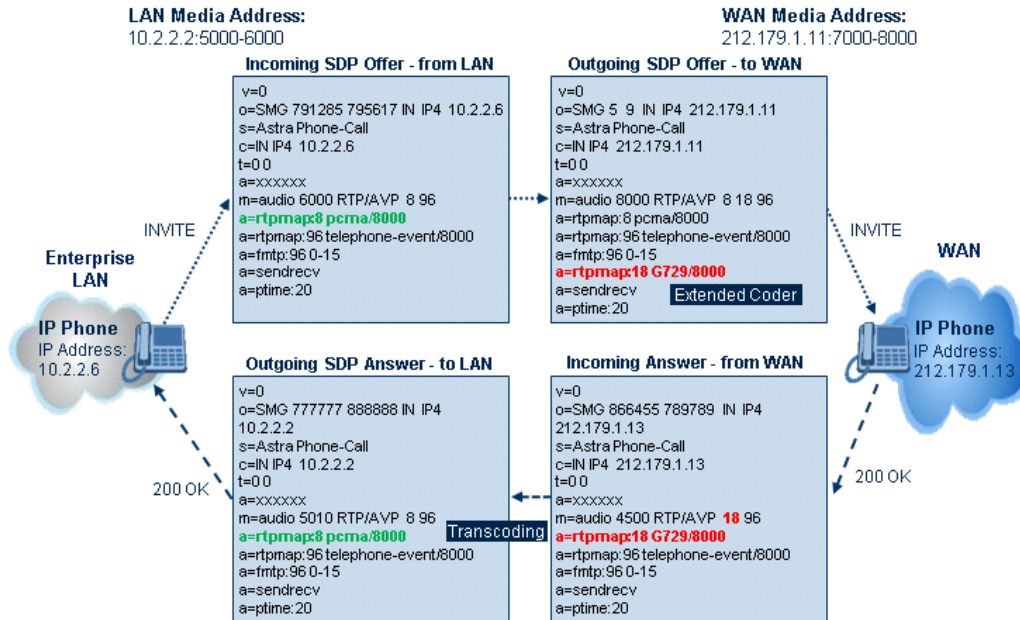 LAN Media Address:
10.2.2.2:5000-6000
WAN Media Address:
212.179.1.11:7000-8000
Incoming SDP Offer - from LAN
v=0
o=SMG 791285 795617 IN IP4 10.2.2.6
s=Astra Phone-Call
c=IN IP4 10.2.2.6
t=0 0
a=xxxxxx
m=audio 6000 RTP/AVP 8 96
a=rtpmap:8 pcma/8000
a=rtpmap:96 telephone-event/8000
a=fmtp:96 0-15
a=sendrecv
a=ptime:20
Outgoing SDP Offer - to WAN
v=0
o=SMG 5 9 IN IP4 212.179.1.11
s=Astra Phone-Call
c=IN IP4 212.179.1.11
t=0 0
a=xxxxxx
m=audio 8000 RTP/AVP 8 18 96
a=rtpmap:8 pcma/8000
a=rtpmap:96 telephone-event/8000
a=fmtp:96 0-15
a=rtpmap:18 G729/8000
a=sendrecv
a=ptime:20
Extended Coder
INVITE
INVITE
Enterprise
LAN
IP Phone
IP Address:
10.2.2.6
WAN
IP Phone
IP Address:
212.179.1.13
Outgoing SDP Answer - to LAN
v=0
o=SMG 777777 888888 IN IP4
10.2.2.2
s=Astra Phone-Call
c=IN IP4 10.2.2.2
t=0 0
a=xxxxxx
m=audio 5010 RTP/AVP 8 96
a=rtpmap:8 pcma/8000
a=rtpmap:96 telephone-event/8000
a=fmtp:96 0-15
a=sendrecv
a=ptime:20
Transcoding
Incoming Answer - from WAN
v=0
o=SMG 866455 789789 IN IP4
212.179.1.13
s=Astra Phone-Call
c=IN IP4 212.179.1.13
t=0 0
a=xxxxxx
m=audio 4500 RTP/AVP 18 96
a=rtpmap:18 G729/8000
a=rtpmap:96 telephone-event/8000
a=fmtp:96 0-15
a=sendrecv
a=ptime:20
200 OK
200 OK